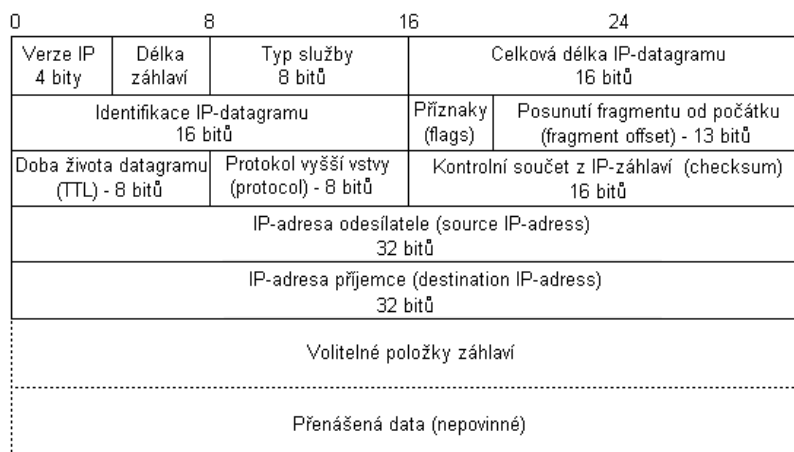 0 8 16 24
Verze IP
4 bity
Délka
záhlaví
Typ služby
8 bitů
Celková délka IP-datagramu
16 bitů
Identifikace IP-datagramu
16 bitů
Příznaky
(flags)
Posunutí fragmentu od počátku
(fragment offset) - 13 bitů
Doba života datagramu
(TTL) - 8 bitů
Protokol vyšší vstvy
(protocol) - 8 bitů
Kontrolní součet z IP-záhlaví (checksum)
16 bitů
IP-adresa odesílatele (source IP-adress)
32 bitů
IP-adresa příjemce (destination IP-adress)
32 bitů
Volitelné položky záhlaví
Přenášená data (nepovinné)